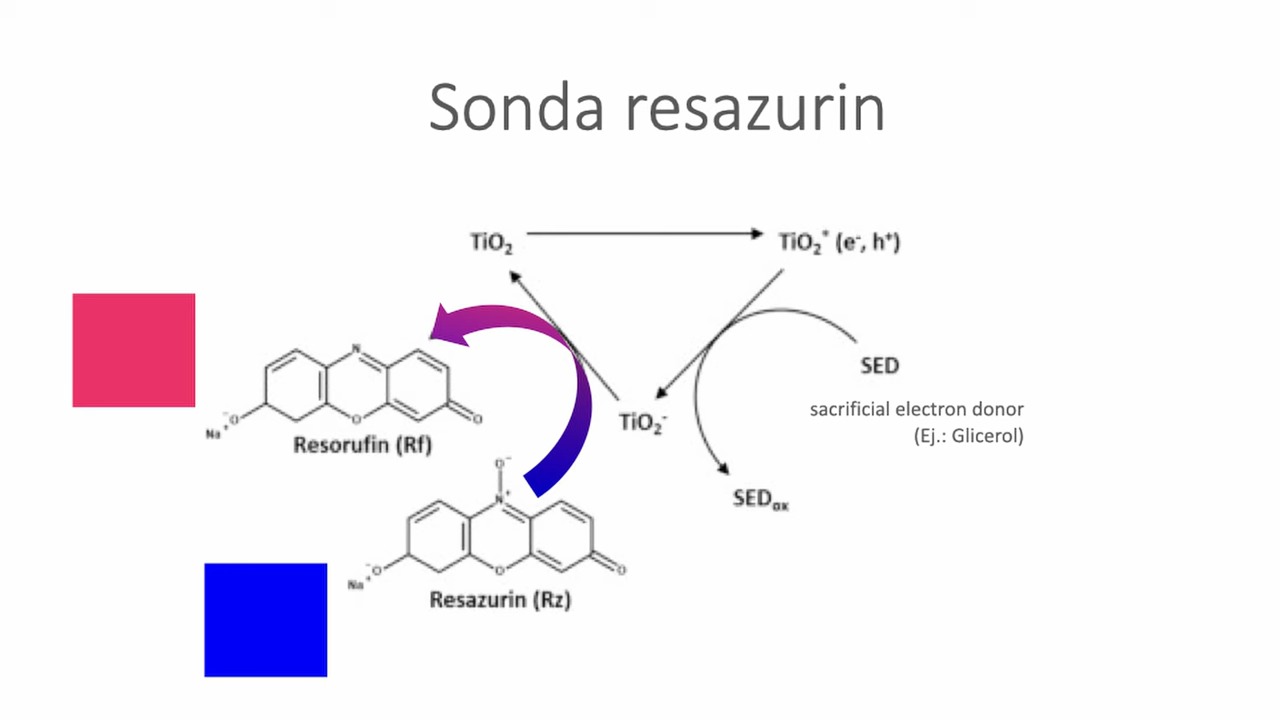 Sonda resazurin
TiO₂
TiO₂* (e⁻, h⁺)
SED
sacrificial electron donor
(Ej.: Glicerol)
TiO₂⁻
SEDox
N
O
O
⁻O
Na⁺
Resorufin (Rf)
O⁻
N⁺
O
O
⁻O
Na⁺
Resazurin (Rz)